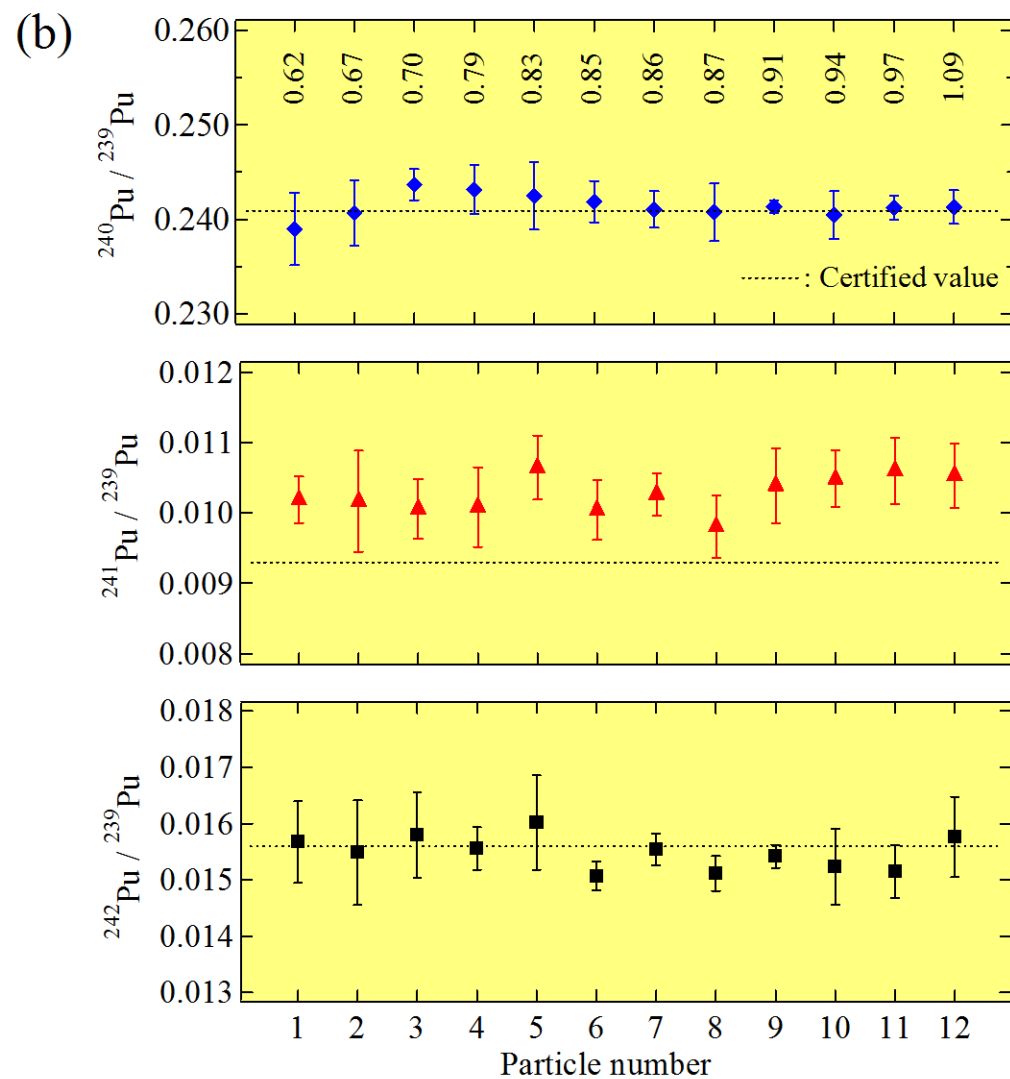 (b)
0.260
0.250
0.240
0.230
²⁴⁰Pu / ²³⁹Pu
0.62 0.67 0.70 0.79 0.83 0.85 0.86 0.87 0.91 0.94 0.97 1.09
: Certified value
0.012
0.011
0.010
0.009
0.008
²⁴¹Pu / ²³⁹Pu
0.018
0.017
0.016
0.015
0.014
0.013
²⁴²Pu / ²³⁹Pu
1 2 3 4 5 6 7 8 9 10 11 12
Particle number